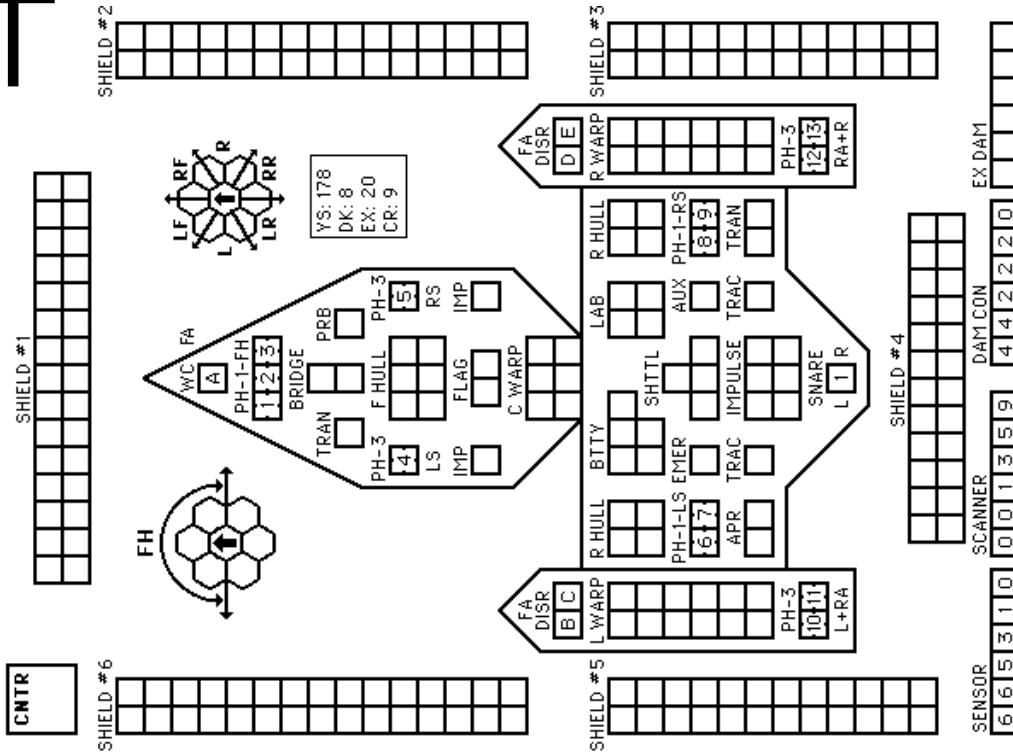 T
CNTR
SHIELD #1
SHIELD #2
SHIELD #3
SHIELD #6
SHIELD #5
SHIELD #4
FH
LF RF
L R
LR RR
YS: 178
DK: 8
EX: 20
CR: 9
WC FA
A
PH-1-FH
1 2 3
BRIDGE
TRAN
PRB
PH-3
4
LS
F HULL
PH-3
5
RS
IMP
FLAG
IMP
C WARP
FA
DISR
B C
L WARP
PH-3
10 11
L+RA
FA
DISR
D E
R WARP
PH-3
12 13
RA+R
R HULL
BTTY
SHTTL
LAB
R HULL
PH-1-LS
6 7
EMER
IMPULSE
AUX
PH-1-RS
8 9
APR
TRAC
TRAC
TRAN
SNARE
L 1 R
SENSOR
6 6 5 3 1 0
SCANNER
0 0 1 3 5 9
DAM CON
4 4 2 2 2 0
EX DAM